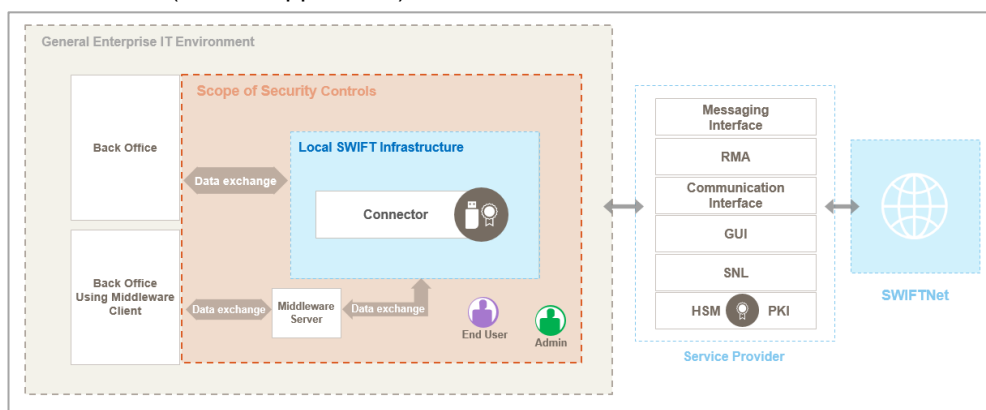 General Enterprise IT Environment
Scope of Security Controls
Back Office
Local SWIFT Infrastructure
Data exchange
Connector
Back Office
Using Middleware
Client
Data exchange
Middleware
Server
Data exchange
End User
Admin
Messaging
Interface
RMA
Communication
Interface
GUI
SNL
HSM PKI
Service Provider
SWIFTNet